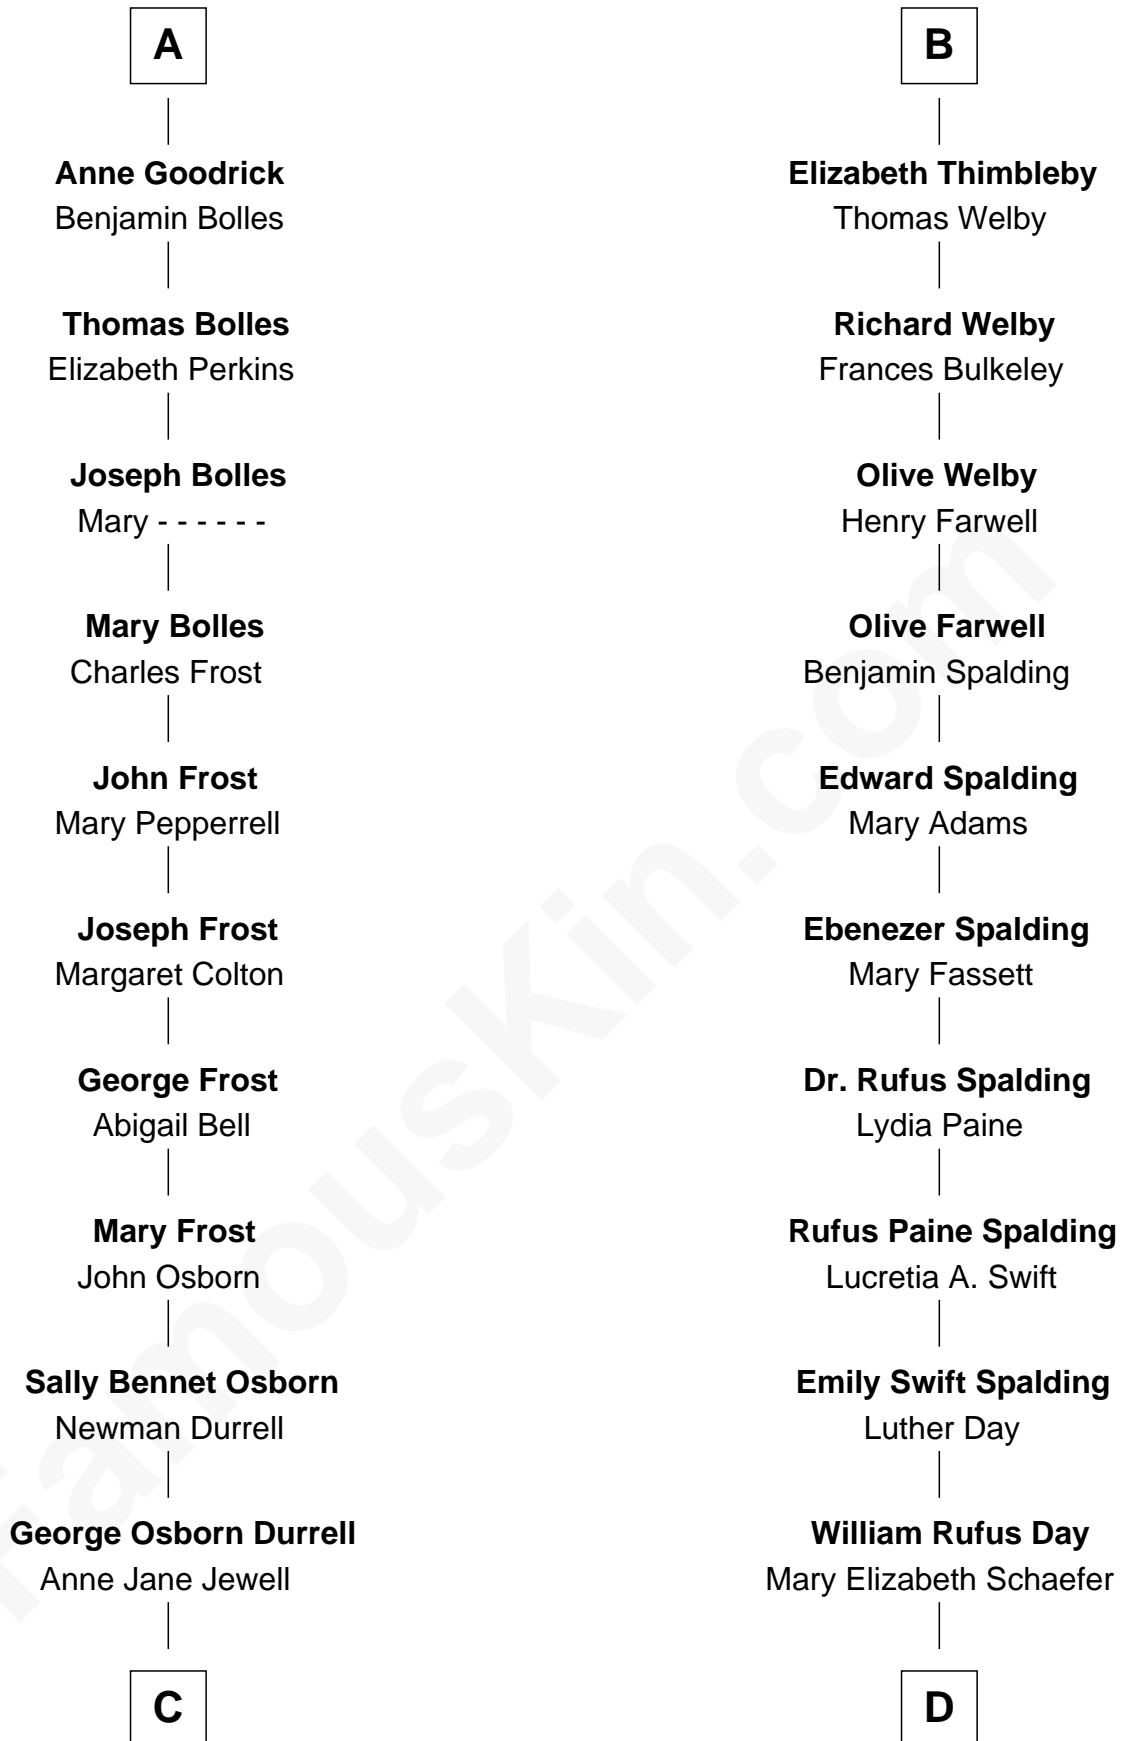 A
Anne Goodrick
Benjamin Bolles
Thomas Bolles
Elizabeth Perkins
Joseph Bolles
Mary - - - - - -
Mary Bolles
Charles Frost
John Frost
Mary Pepperrell
Joseph Frost
Margaret Colton
George Frost
Abigail Bell
Mary Frost
John Osborn
Sally Bennet Osborn
Newman Durrell
George Osborn Durrell
Anne Jane Jewell
C
B
Elizabeth Thimbleby
Thomas Welby
Richard Welby
Frances Bulkeley
Olive Welby
Henry Farwell
Olive Farwell
Benjamin Spalding
Edward Spalding
Mary Adams
Ebenezer Spalding
Mary Fassett
Dr. Rufus Spalding
Lydia Paine
Rufus Paine Spalding
Lucretia A. Swift
Emily Swift Spalding
Luther Day
William Rufus Day
Mary Elizabeth Schaefer
D
FamousKin.com